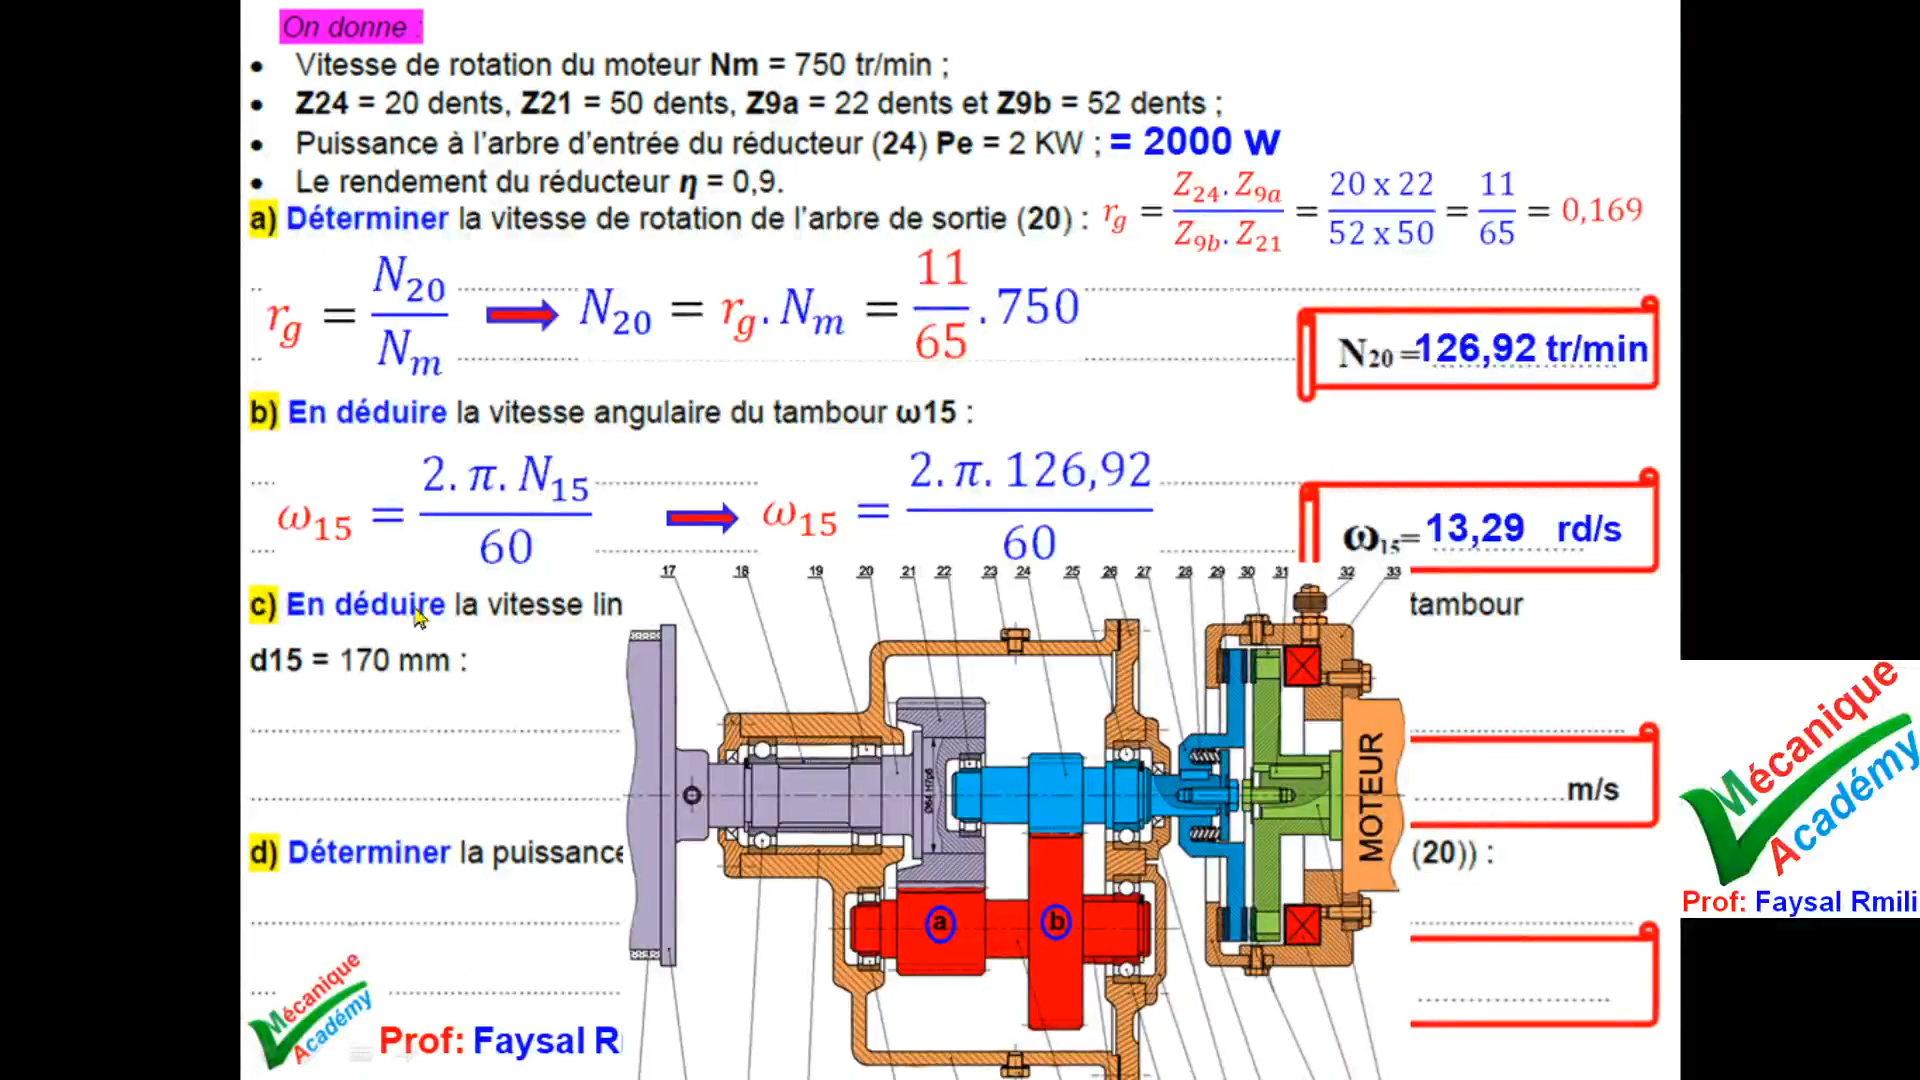 On donne :
• Vitesse de rotation du moteur Nm = 750 tr/min ;
• Z24 = 20 dents, Z21 = 50 dents, Z9a = 22 dents et Z9b = 52 dents ;
• Puissance à l'arbre d'entrée du réducteur (24) Pe = 2 KW ; = 2000 w
• Le rendement du réducteur η = 0,9.
a) Déterminer la vitesse de rotation de l'arbre de sortie (20) : r_g = Z24. Z9a / Z9b. Z21 = 20 x 22 / 52 x 50 = 11 / 65 = 0,169
r_g = N20 / Nm N20 = r_g. Nm = 11 / 65 .750
N20 = 126,92 tr/min
b) En déduire la vitesse angulaire du tambour ω15 :
ω15 = 2. π. N15 / 60 ω15 = 2. π. 126,92 / 60
ω15= 13,29 rd/s
17 18 19 20 21 22 23 24 25 26 27 28 29 30 31 32 33
c) En déduire la vitesse lin tambour
d15 = 170 mm :
Ø64 H7p6
MOTEUR
m/s
d) Déterminer la puissance (20)) :
a b
Mécanique
Académy
Prof: Faysal R
Mécanique
Académy
Prof: Faysal Rmili